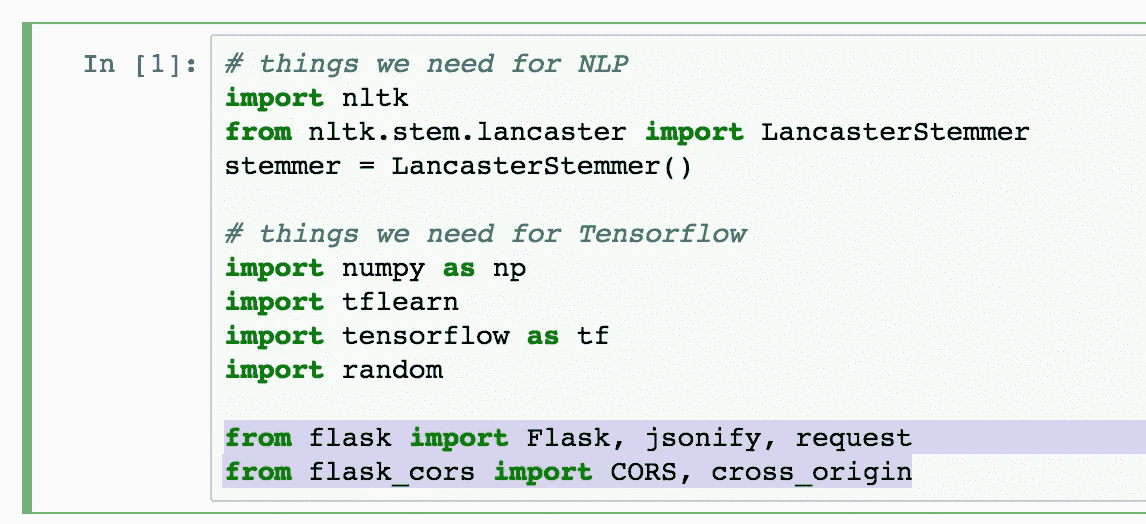 In [1]: # things we need for NLP
import nltk
from nltk.stem.lancaster import LancasterStemmer
stemmer = LancasterStemmer()
# things we need for Tensorflow
import numpy as np
import tflearn
import tensorflow as tf
import random
from flask import Flask, jsonify, request
from flask_cors import CORS, cross_origin